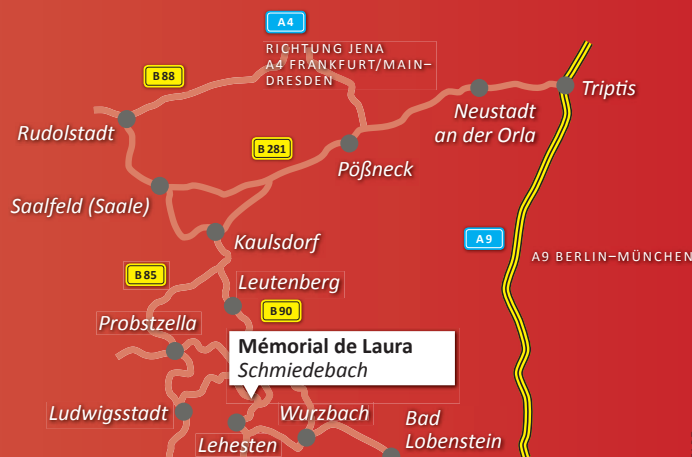 A4
RICHTUNG JENA
A4 FRANKFURT/MAIN–
DRESDEN
B 88
Triptis
Neustadt
an der Orla
Rudolstadt
B 281
Pößneck
Saalfeld (Saale)
Kaulsdorf
A 9
A9 BERLIN–MÜNCHEN
B 85
Leutenberg
B 90
Probstzella
Mémorial de Laura
Schmiedebach
Ludwigsstadt
Wurzbach
Bad
Lobenstein
Lehesten